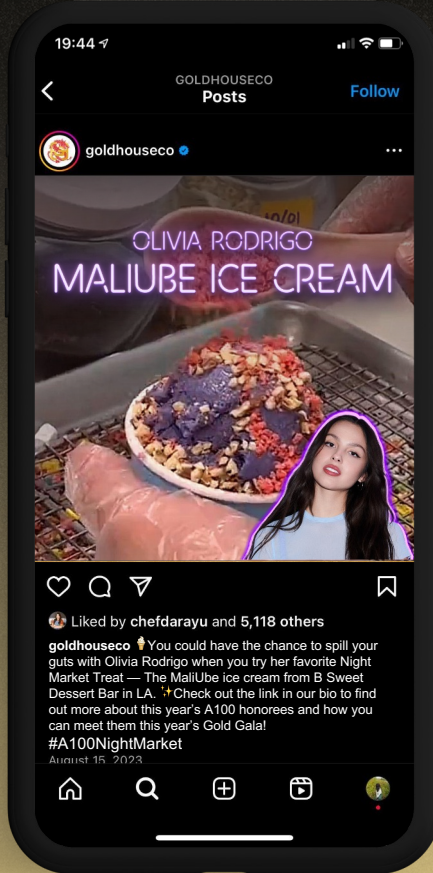 19:44
GOLDHOUSECO
Posts
Follow
goldhouseco
10/01
OLIVIA RODRIGO
MALIUBE ICE CREAM
Liked by chefdarayu and 5,118 others
goldhouseco 🍦You could have the chance to spill your
guts with Olivia Rodrigo when you try her favorite Night
Market Treat — The MaliUbe ice cream from B Sweet
Dessert Bar in LA. ✨Check out the link in our bio to find
out more about this year's A100 honorees and how you
can meet them this year's Gold Gala!
#A100NightMarket
August 15, 2023